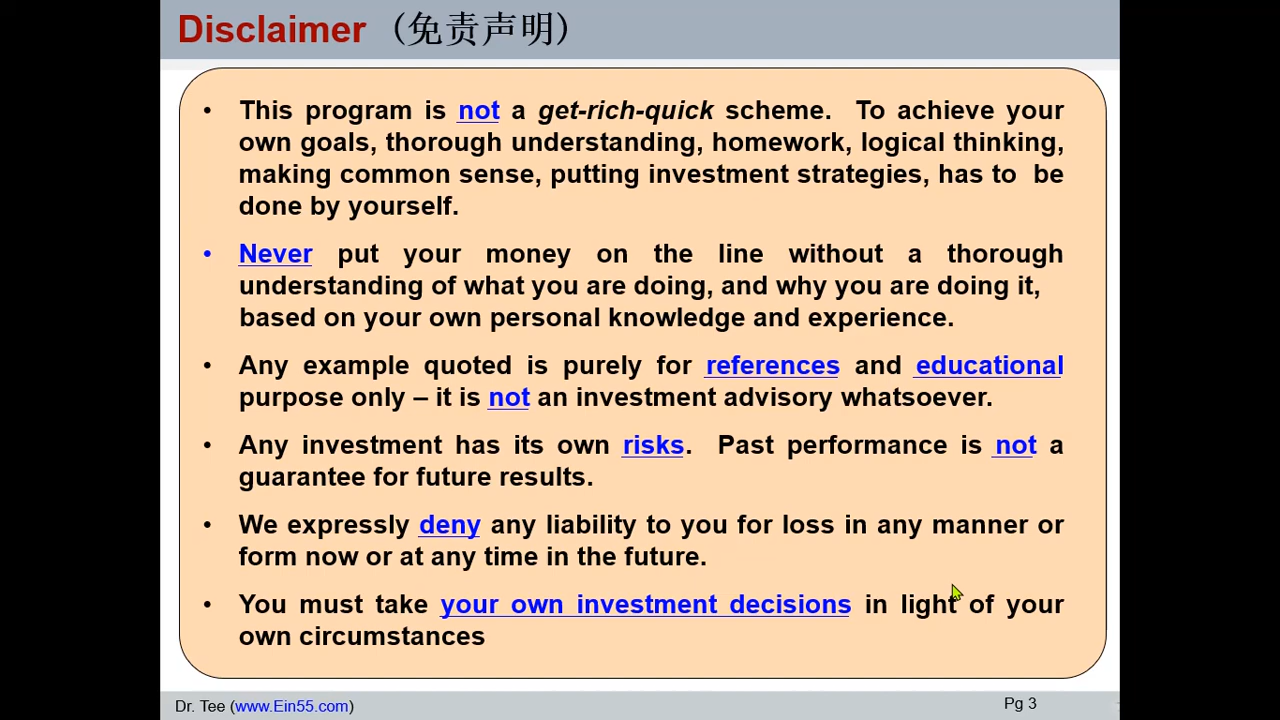 Disclaimer (免责声明)
• This program is not a get-rich-quick scheme. To achieve your
own goals, thorough understanding, homework, logical thinking,
making common sense, putting investment strategies, has to be
done by yourself.
• Never put your money on the line without a thorough
understanding of what you are doing, and why you are doing it,
based on your own personal knowledge and experience.
• Any example quoted is purely for references and educational
purpose only – it is not an investment advisory whatsoever.
• Any investment has its own risks. Past performance is not a
guarantee for future results.
• We expressly deny any liability to you for loss in any manner or
form now or at any time in the future.
• You must take your own investment decisions in light of your
own circumstances
Dr. Tee (www.Ein55.com) Pg 3